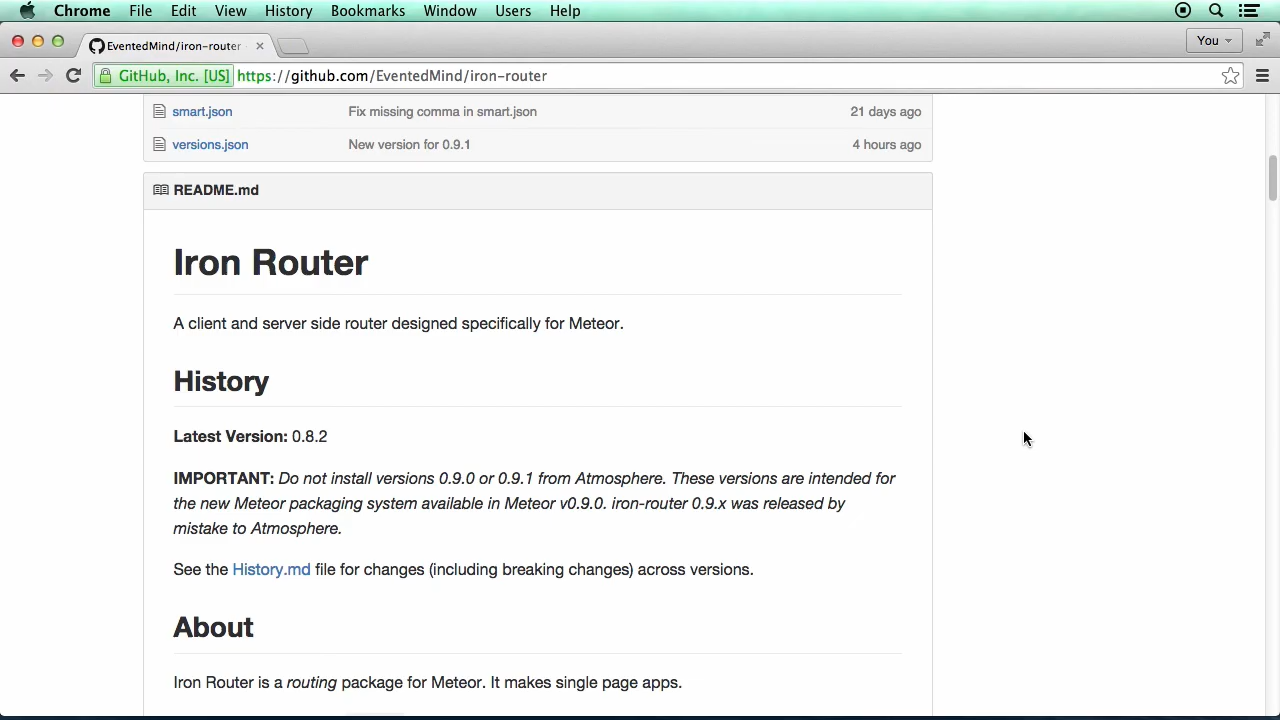 Chrome File Edit View History Bookmarks Window Users Help
EventedMind/iron-router
You
GitHub, Inc. [US] https://github.com/EventedMind/iron-router
smart.json Fix missing comma in smart.json 21 days ago
versions.json New version for 0.9.1 4 hours ago
README.md
Iron Router
A client and server side router designed specifically for Meteor.
History
Latest Version: 0.8.2
IMPORTANT: Do not install versions 0.9.0 or 0.9.1 from Atmosphere. These versions are intended for
the new Meteor packaging system available in Meteor v0.9.0. iron-router 0.9.x was released by
mistake to Atmosphere.
See the History.md file for changes (including breaking changes) across versions.
About
Iron Router is a routing package for Meteor. It makes single page apps.